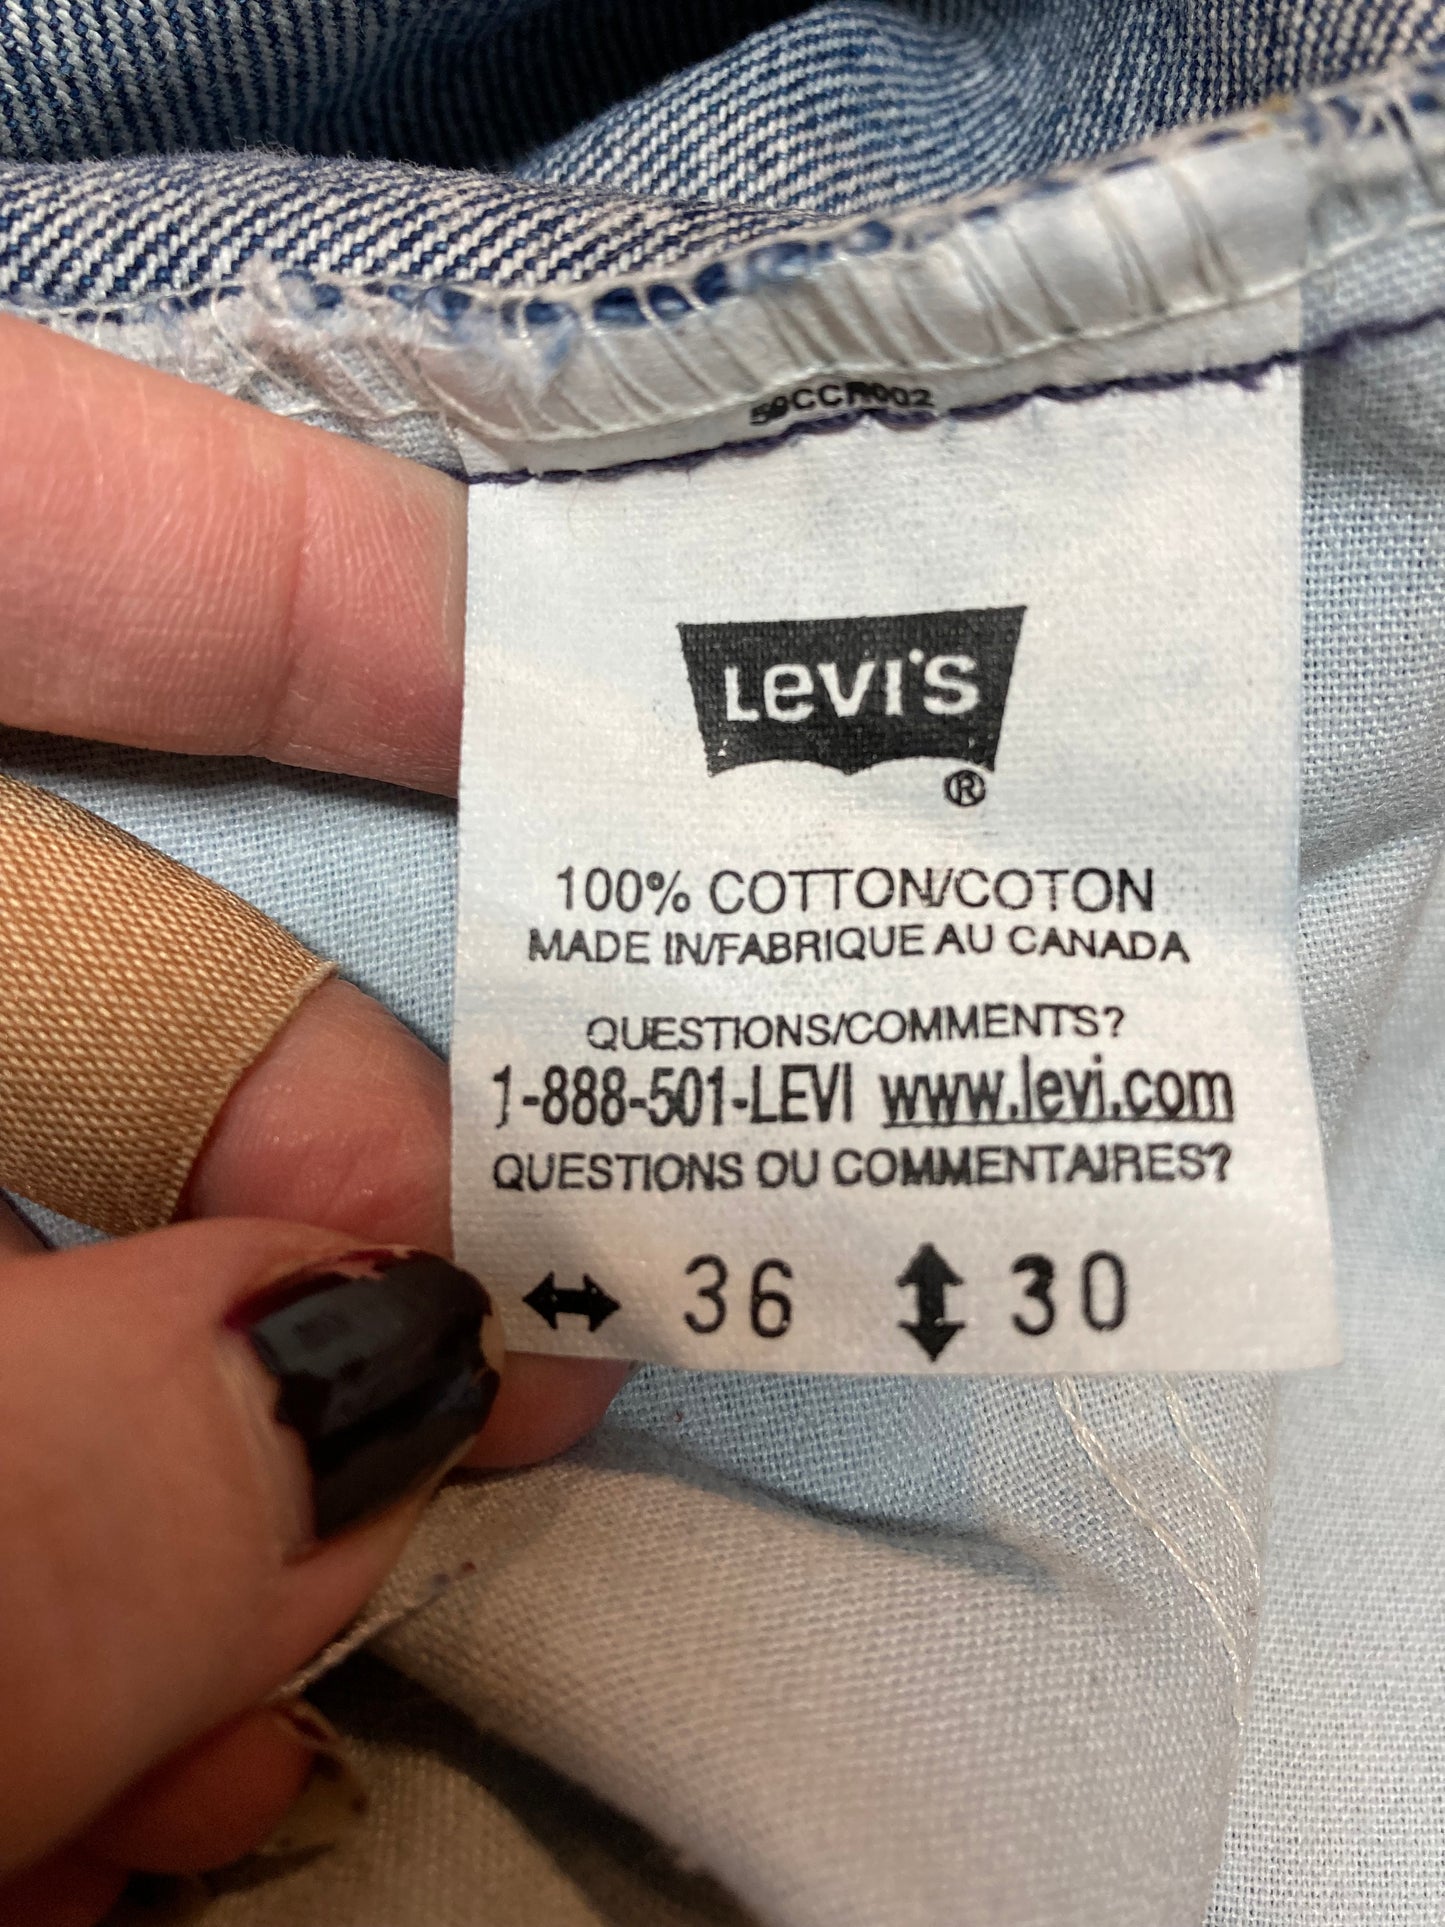 LEVI'S
®
100% COTTON/COTON
MADE IN/FABRIQUE AU CANADA
QUESTIONS/COMMENTS?
1-888-501-LEVI www.levi.com
QUESTIONS OU COMMENTAIRES?
36 30